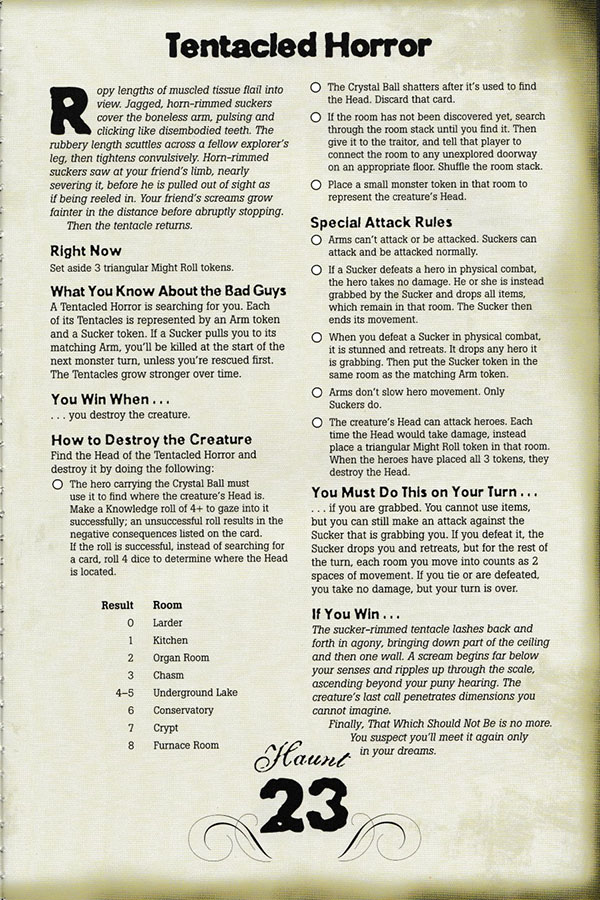 Tentacled Horror
Ropy lengths of muscled tissue flail into
view. Jagged, horn-rimmed suckers
cover the boneless arm, pulsing and
clicking like disembodied teeth. The
rubbery length scuttles across a fellow explorer's
leg, then tightens convulsively. Horn-rimmed
suckers saw at your friend's limb, nearly
severing it, before he is pulled out of sight as
if being reeled in. Your friend's screams grow
fainter in the distance before abruptly stopping.
Then the tentacle returns.
Right Now
Set aside 3 triangular Might Roll tokens.
What You Know About the Bad Guys
A Tentacled Horror is searching for you. Each
of its Tentacles is represented by an Arm token
and a Sucker token. If a Sucker pulls you to its
matching Arm, you'll be killed at the start of the
next monster turn, unless you're rescued first.
The Tentacles grow stronger over time.
You Win When . . .
. . . you destroy the creature.
How to Destroy the Creature
Find the Head of the Tentacled Horror and
destroy it by doing the following:
The hero carrying the Crystal Ball must
use it to find where the creature's Head is.
Make a Knowledge roll of 4+ to gaze into it
successfully; an unsuccessful roll results in the
negative consequences listed on the card.
If the roll is successful, instead of searching for
a card, roll 4 dice to determine where the Head
is located.
Result Room
0 Larder
1 Kitchen
2 Organ Room
3 Chasm
4–5 Underground Lake
6 Conservatory
7 Crypt
8 Furnace Room
The Crystal Ball shatters after it's used to find
the Head. Discard that card.
If the room has not been discovered yet, search
through the room stack until you find it. Then
give it to the traitor, and tell that player to
connect the room to any unexplored doorway
on an appropriate floor. Shuffle the room stack.
Place a small monster token in that room to
represent the creature's Head.
Special Attack Rules
Arms can't attack or be attacked. Suckers can
attack and be attacked normally.
If a Sucker defeats a hero in physical combat,
the hero takes no damage. He or she is instead
grabbed by the Sucker and drops all items,
which remain in that room. The Sucker then
ends its movement.
When you defeat a Sucker in physical combat,
it is stunned and retreats. It drops any hero it
is grabbing. Then put the Sucker token in the
same room as the matching Arm token.
Arms don't slow hero movement. Only
Suckers do.
The creature's Head can attack heroes. Each
time the Head would take damage, instead
place a triangular Might Roll token in that room.
When the heroes have placed all 3 tokens, they
destroy the Head.
You Must Do This on Your Turn . . .
. . . if you are grabbed. You cannot use items,
but you can still make an attack against the
Sucker that is grabbing you. If you defeat it, the
Sucker drops you and retreats, but for the rest of
the turn, each room you move into counts as 2
spaces of movement. If you tie or are defeated,
you take no damage, but your turn is over.
If You Win . . .
The sucker-rimmed tentacle lashes back and
forth in agony, bringing down part of the ceiling
and then one wall. A scream begins far below
your senses and ripples up through the scale,
ascending beyond your puny hearing. The
creature's last call penetrates dimensions you
cannot imagine.
Finally, That Which Should Not Be is no more.
You suspect you'll meet it again only
in your dreams.
Haunt
23